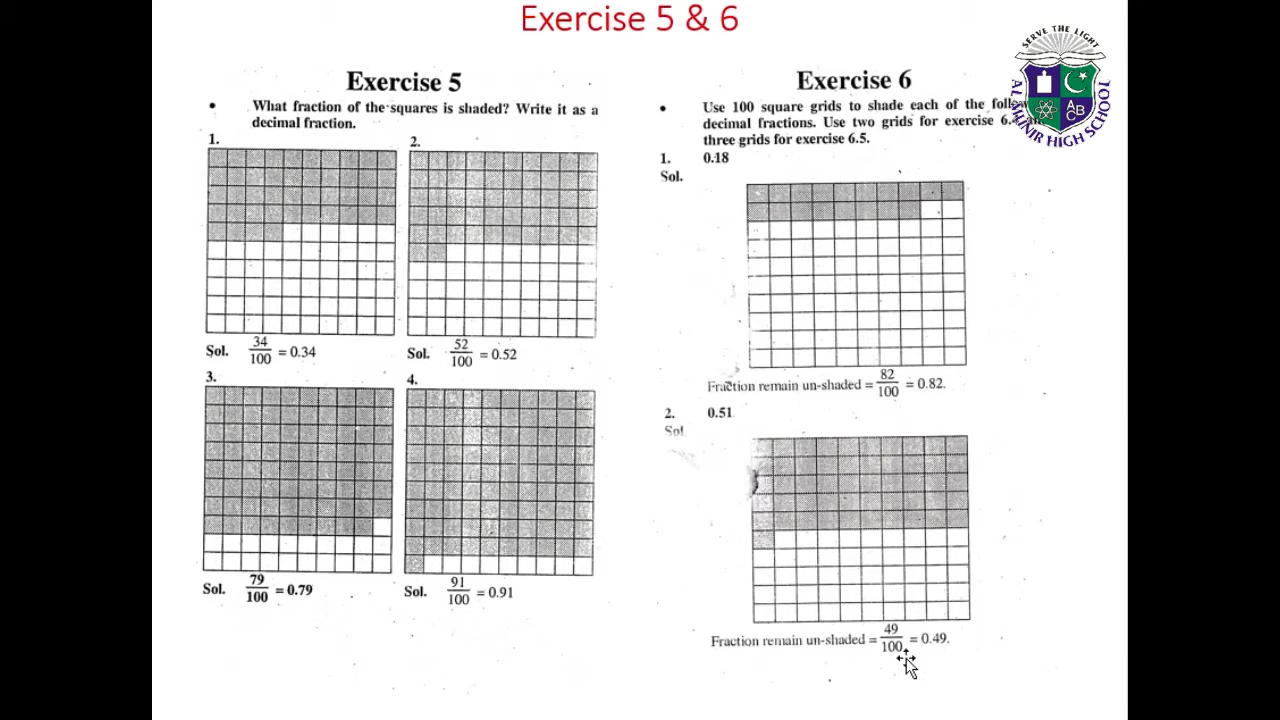 Exercise 5 & 6
Exercise 5
• What fraction of the squares is shaded? Write it as a
decimal fraction.
1.
2.
Sol. 34/100 = 0.34
Sol. 52/100 = 0.52
3.
4.
Sol. 79/100 = 0.79
Sol. 91/100 = 0.91
Exercise 6
• Use 100 square grids to shade each of the
decimal fractions. Use two grids for exercise
three grids for exercise 6.5.
1. 0.18
Sol.
Fraction remain un-shaded = 82/100 = 0.82.
2. 0.51
Sol
Fraction remain un-shaded = 49/100 = 0.49.
SERVE THE LIGHT
ABC
AL MUNIR HIGH SCHOOL